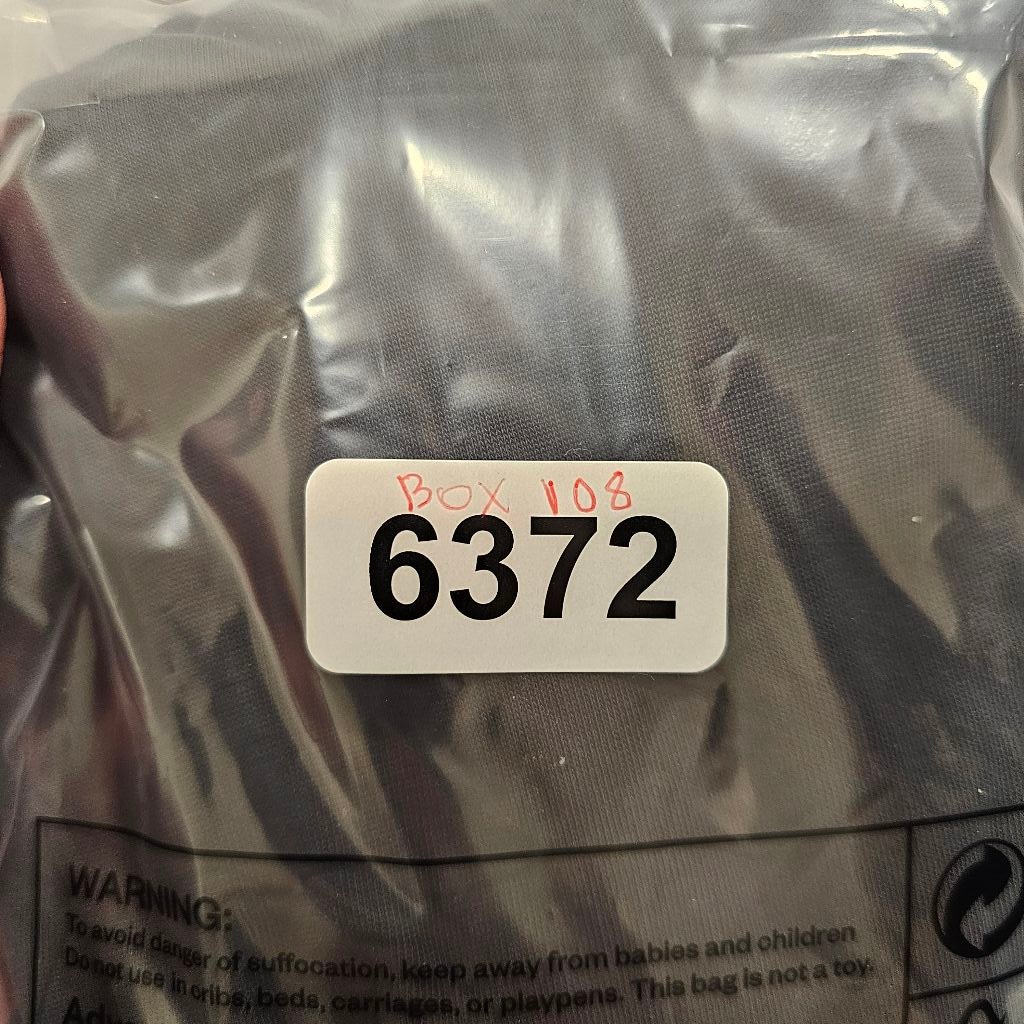 BOX 108
6372
WARNING:
To avoid danger of suffocation, keep away from babies and children
Do not use in cribs, beds, carriages, or playpens. This bag is not a toy.